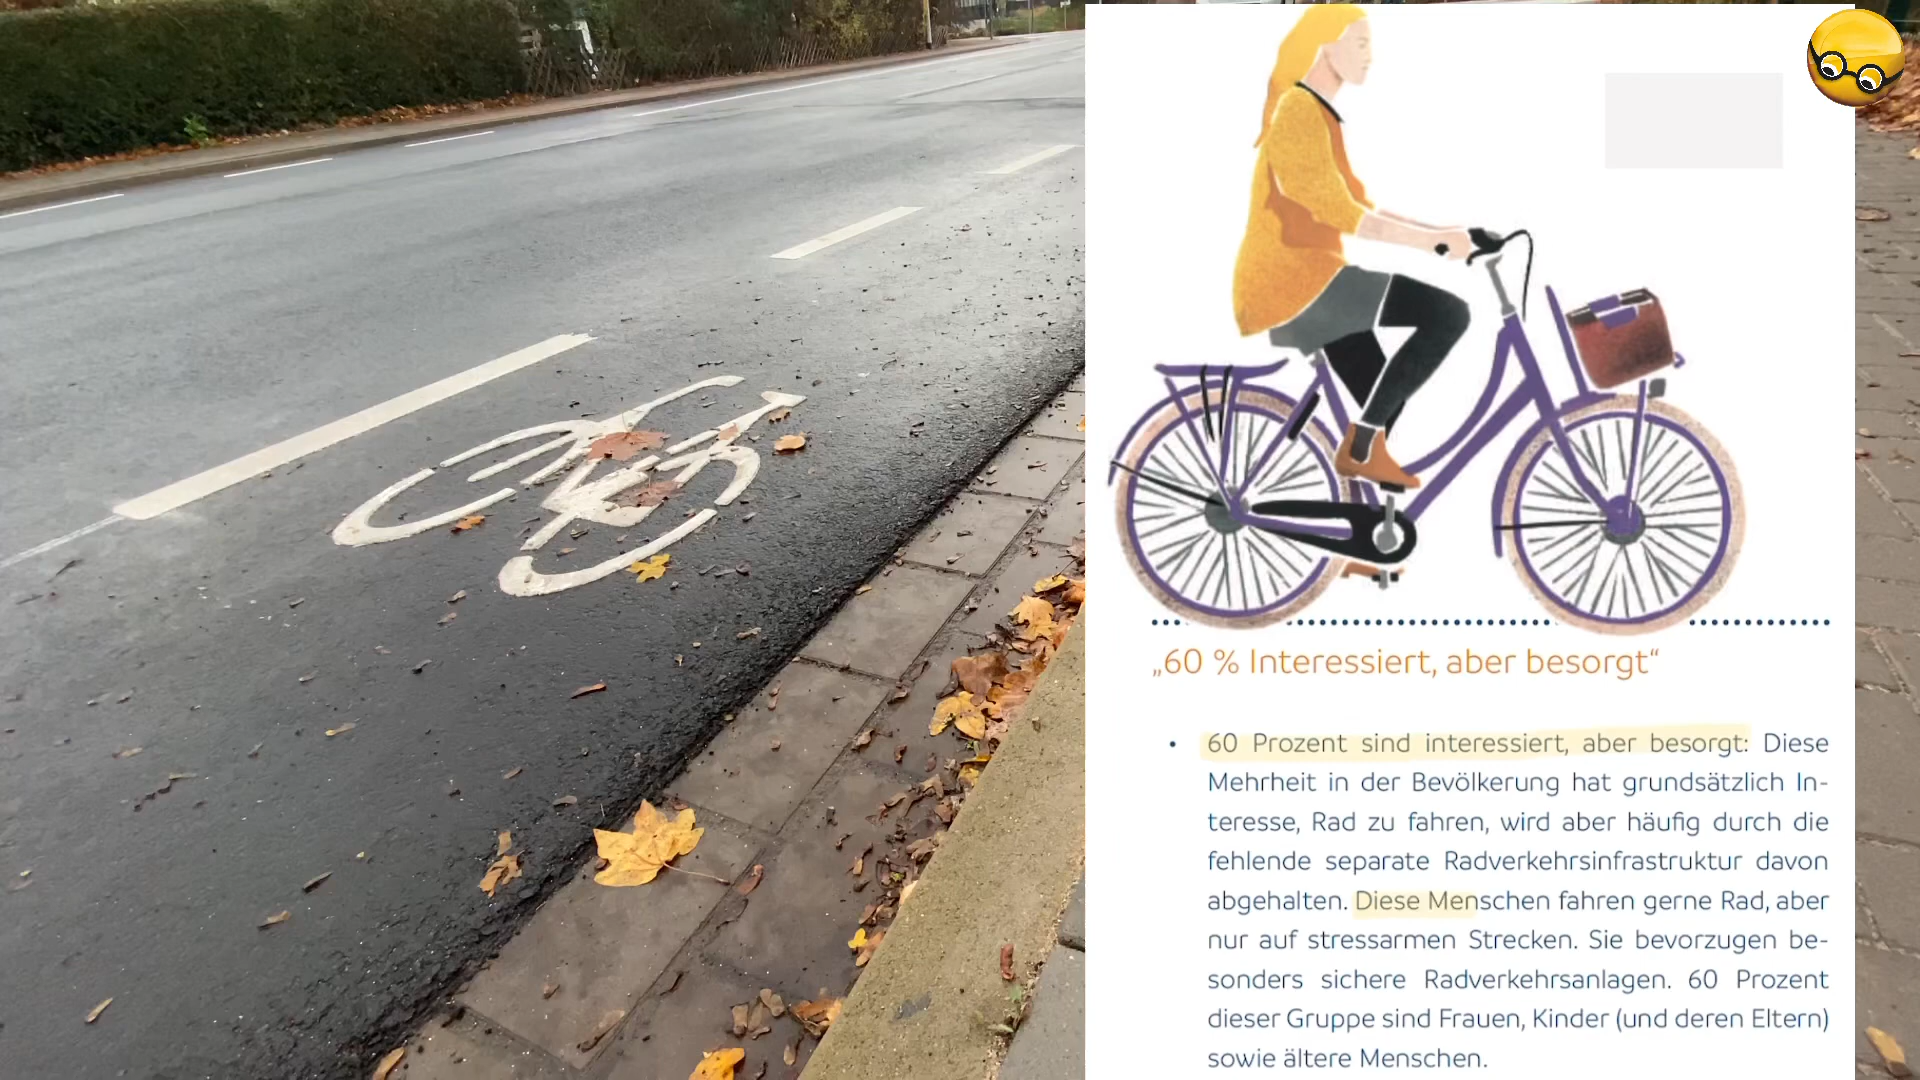 „60 % Interessiert, aber besorgt“
• 60 Prozent sind interessiert, aber besorgt: Diese
Mehrheit in der Bevölkerung hat grundsätzlich In-
teresse, Rad zu fahren, wird aber häufig durch die
fehlende separate Radverkehrsinfrastruktur davon
abgehalten. Diese Menschen fahren gerne Rad, aber
nur auf stressarmen Strecken. Sie bevorzugen be-
sonders sichere Radverkehrsanlagen. 60 Prozent
dieser Gruppe sind Frauen, Kinder (und deren Eltern)
sowie ältere Menschen.